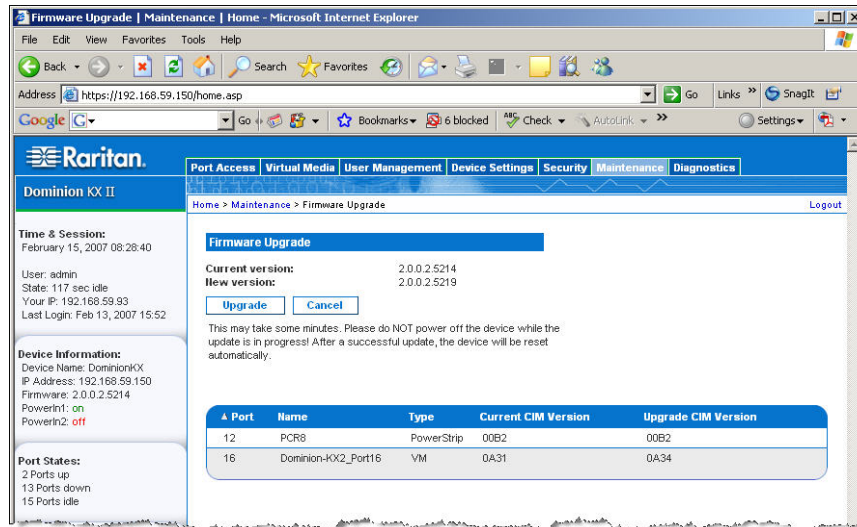 Firmware Upgrade | Maintenance | Home - Microsoft Internet Explorer
File Edit View Favorites Tools Help
Back Search Favorites
Address https://192.168.59.150/home.asp Go Links » SnagIt
Google G Go Bookmarks 6 blocked ABC Check AutoLink » Settings
Raritan.
Dominion KX II
Port Access Virtual Media User Management Device Settings Security Maintenance Diagnostics
Home > Maintenance > Firmware Upgrade Logout
Time & Session:
February 15, 2007 08:28:40
User: admin
State: 117 sec idle
Your IP: 192.168.59.93
Last Login: Feb 13, 2007 15:52
Device Information:
Device Name: DominionKX
IP Address: 192.168.59.150
Firmware: 2.0.0.2.5214
PowerIn1: on
PowerIn2: off
Port States:
2 Ports up
13 Ports down
15 Ports idle
Firmware Upgrade
Current version: 2.0.0.2.5214
New version: 2.0.0.2.5219
Upgrade Cancel
This may take some minutes. Please do NOT power off the device while the
update is in progress! After a successful update, the device will be reset
automatically.
▲ Port Name Type Current CIM Version Upgrade CIM Version
12 PCR8 PowerStrip 00B2 00B2
16 Dominion-KX2_Port16 VM 0A31 0A34